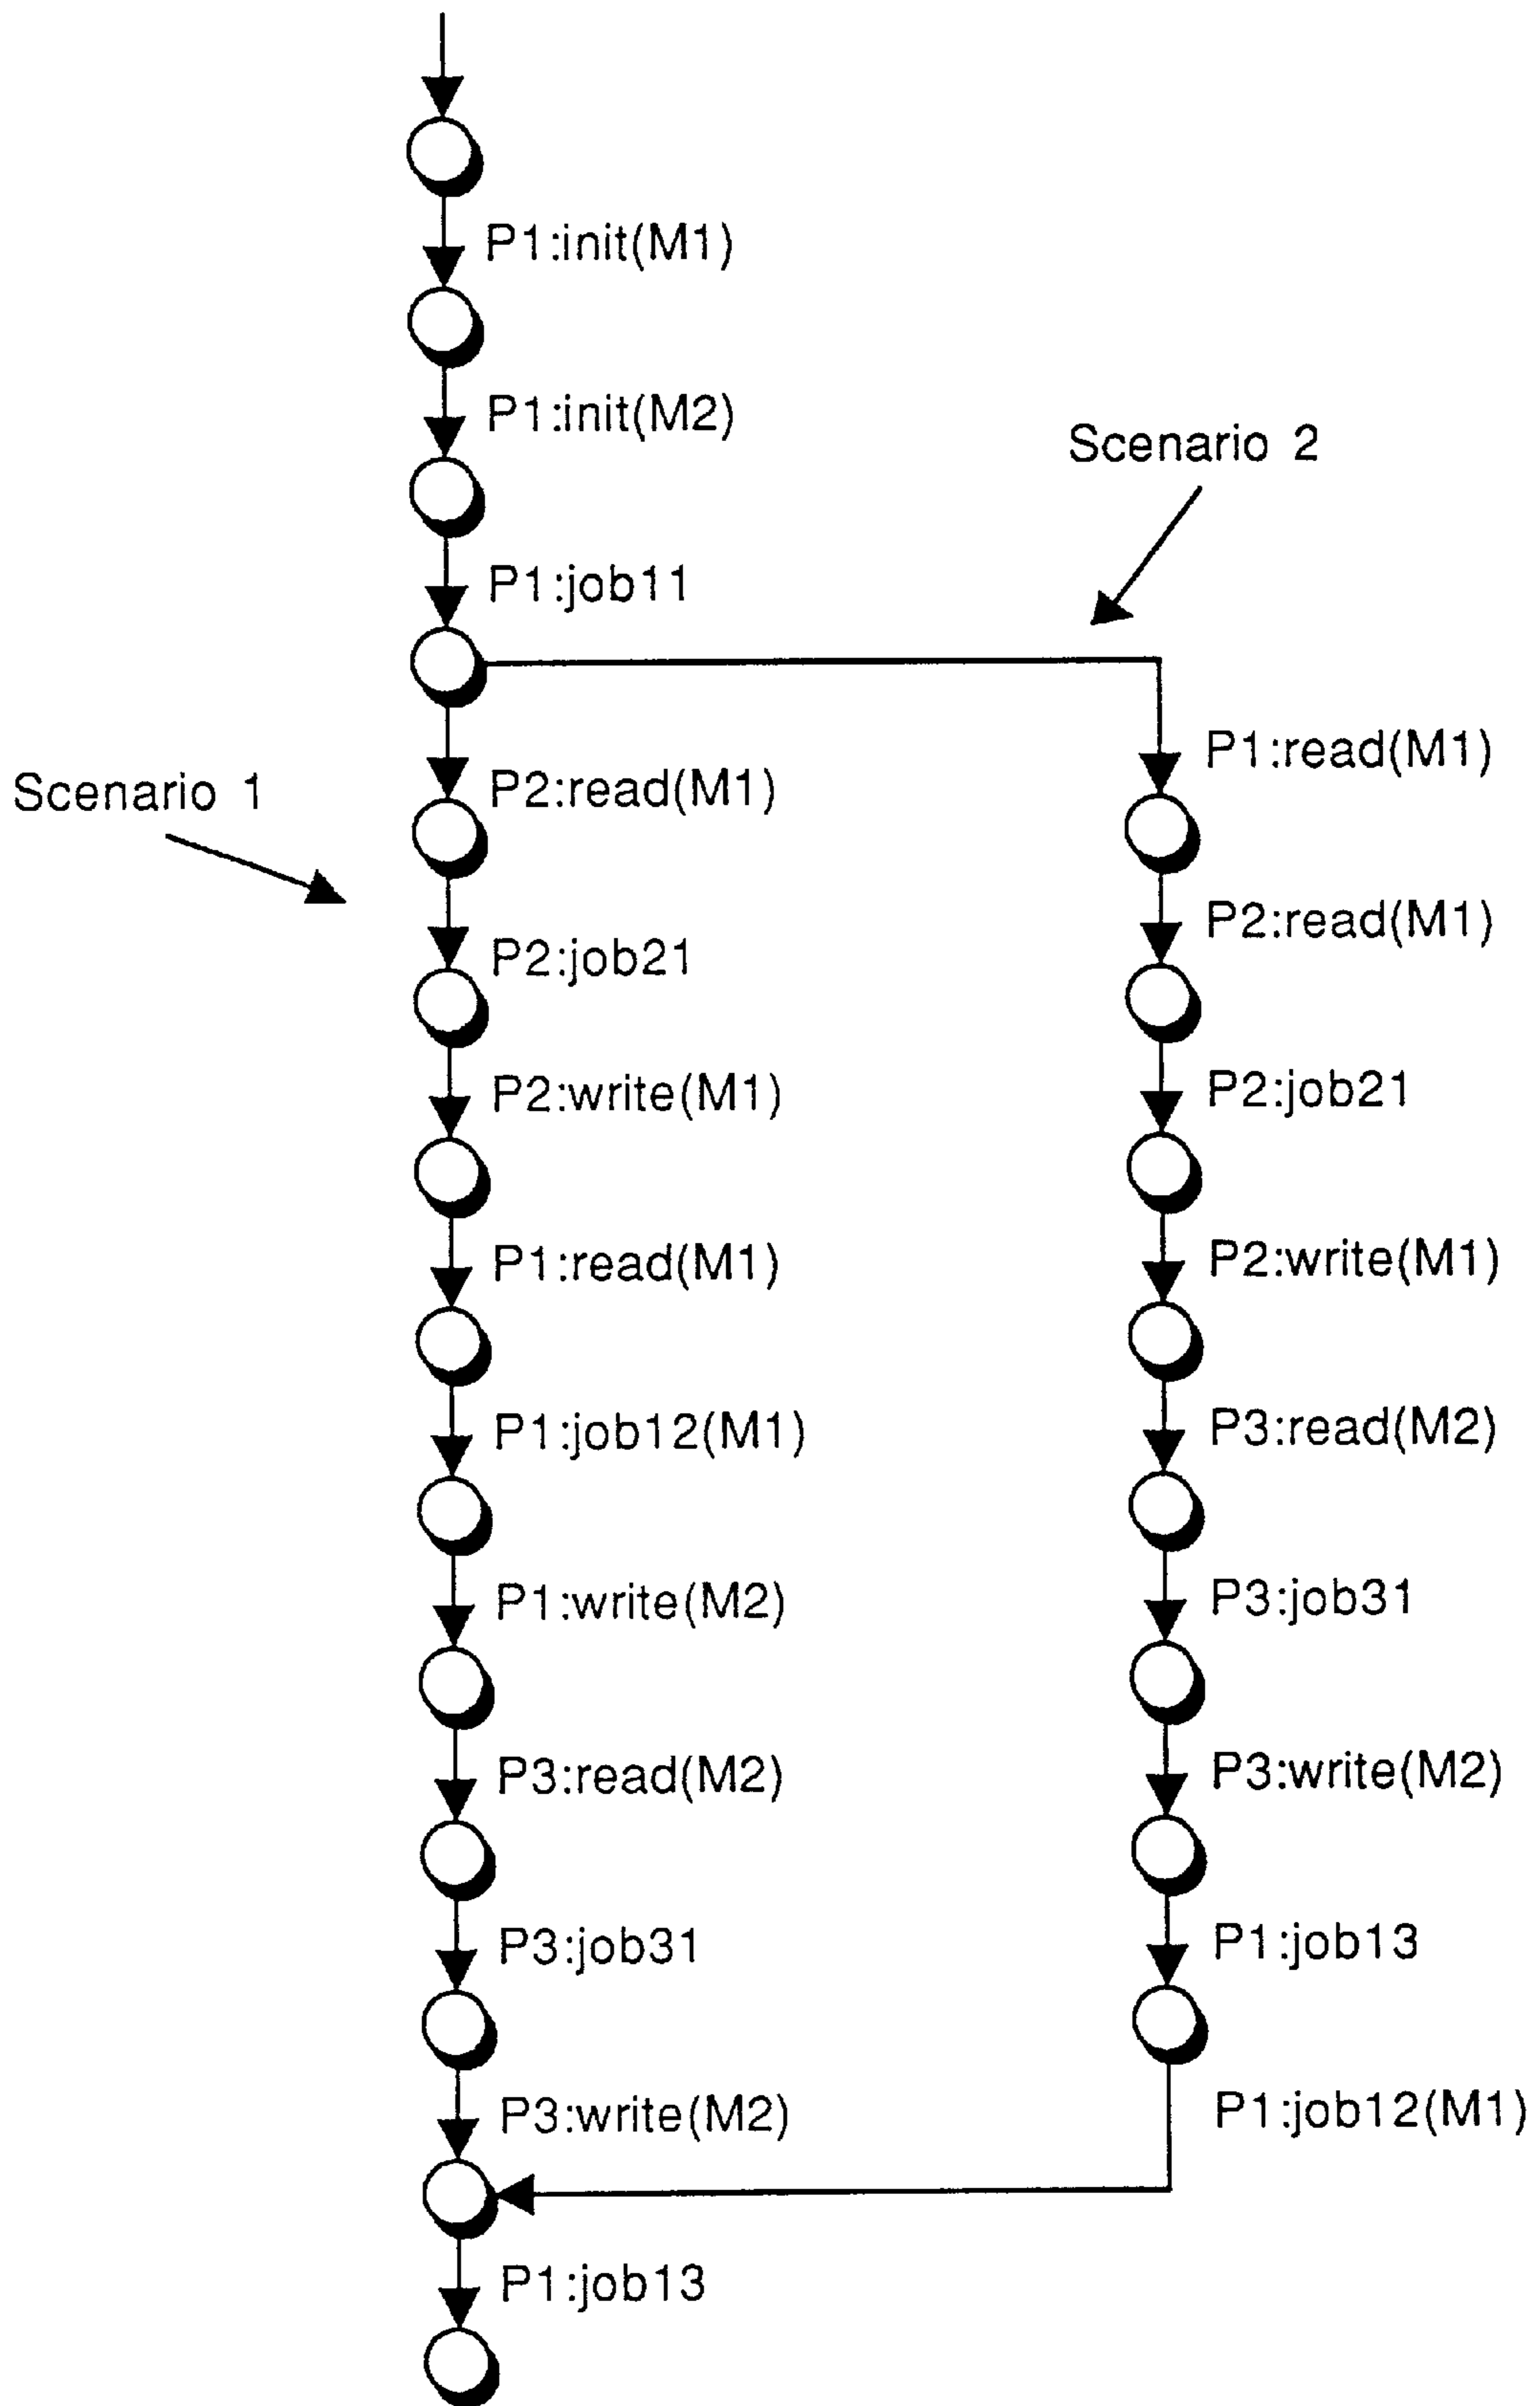 P1:init(M1)
P1:init(M2)
Scenario 2
P1:job11
Scenario 1
P2:read(M1)
P2:job21
P2:write(M1)
P1:read(M1)
P1:job12(M1)
P1:write(M2)
P3:read(M2)
P3:job31
P3:write(M2)
P1:job13
P1:read(M1)
P2:read(M1)
P2:job21
P2:write(M1)
P3:read(M2)
P3:job31
P3:write(M2)
P1:job13
P1:job12(M1)